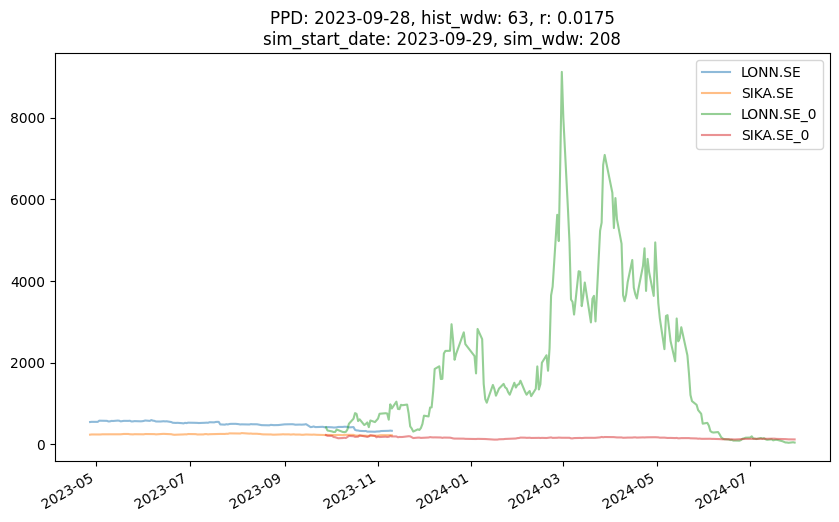 PPD: 2023-09-28, hist_wdw: 63, r: 0.0175
sim_start_date: 2023-09-29, sim_wdw: 208
LONN.SE
SIKA.SE
LONN.SE_0
SIKA.SE_0
8000
6000
4000
2000
0
2023-05
2023-07
2023-09
2023-11
2024-01
2024-03
2024-05
2024-07